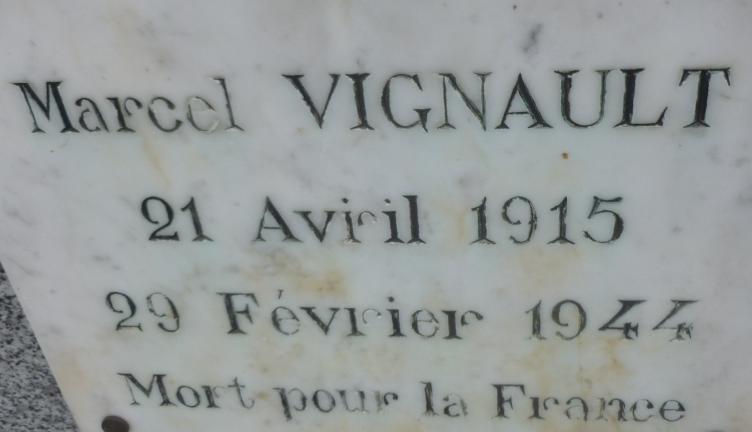 Marcel VIGNAULT
21 Avril 1915
29 Février 1944
Mort pour la France